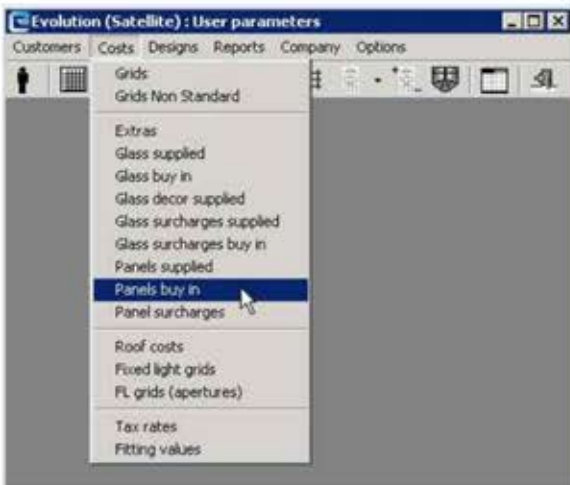 Evolution (Satellite) : User parameters
Customers Costs Designs Reports Company Options
Grids
Grids Non Standard
Extras
Glass supplied
Glass buy in
Glass decor supplied
Glass surcharges supplied
Glass surcharges buy in
Panels supplied
Panels buy in
Panel surcharges
Roof costs
Fixed light grids
FL grids (apertures)
Tax rates
Fitting values